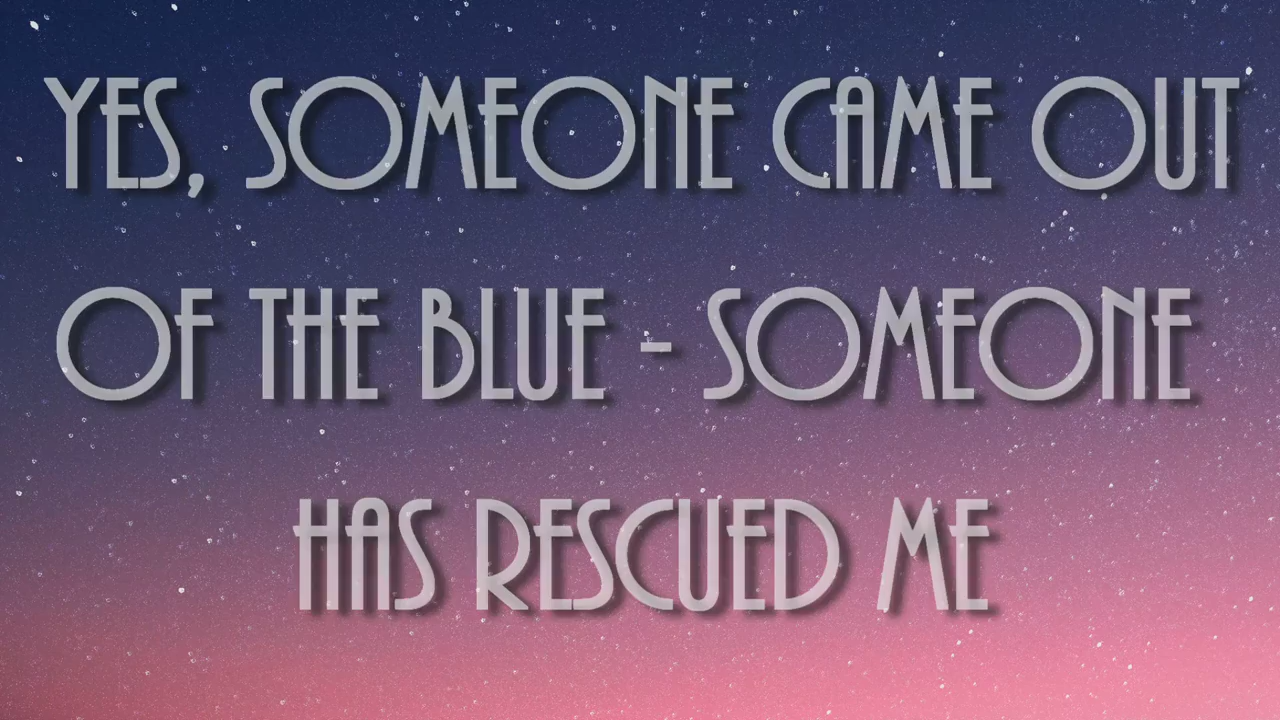 YES, SOMEONE CAME OUT
OF THE BLUE - SOMEONE
HAS RESCUED ME